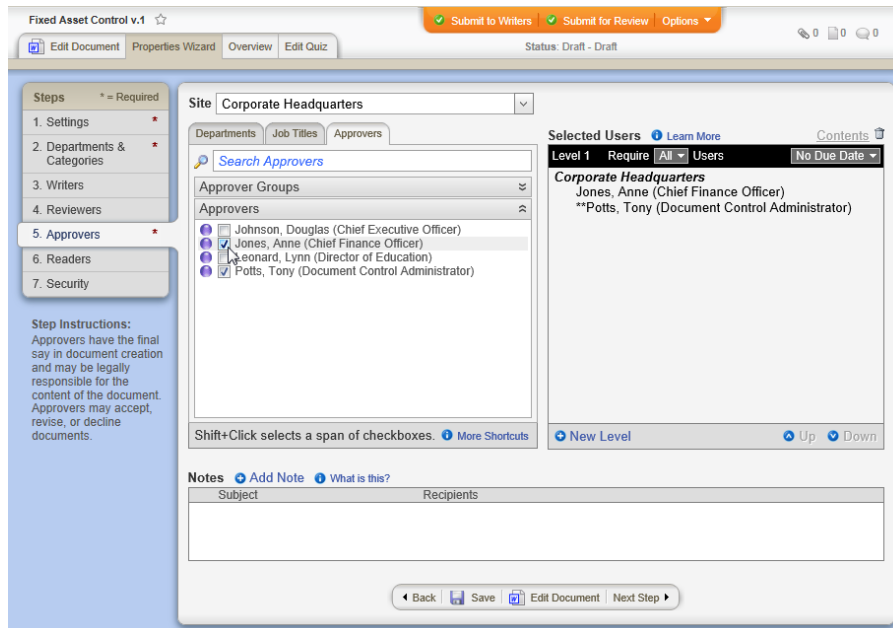 Fixed Asset Control v.1
Submit to Writers Submit for Review Options
0 0 0
Edit Document Properties Wizard Overview Edit Quiz
Status: Draft - Draft
Steps * = Required
1. Settings *
2. Departments & *
Categories
3. Writers
4. Reviewers
5. Approvers *
6. Readers
7. Security
Step Instructions:
Approvers have the final
say in document creation
and may be legally
responsible for the
content of the document.
Approvers may accept,
revise, or decline
documents.
Site Corporate Headquarters
Departments Job Titles Approvers
Search Approvers
Approver Groups
Approvers
Johnson, Douglas (Chief Executive Officer)
Jones, Anne (Chief Finance Officer)
Leonard, Lynn (Director of Education)
Potts, Tony (Document Control Administrator)
Shift+Click selects a span of checkboxes. More Shortcuts
Selected Users Learn More Contents
Level 1 Require All Users No Due Date
Corporate Headquarters
Jones, Anne (Chief Finance Officer)
**Potts, Tony (Document Control Administrator)
New Level Up Down
Notes Add Note What is this?
Subject Recipients
Back Save Edit Document Next Step